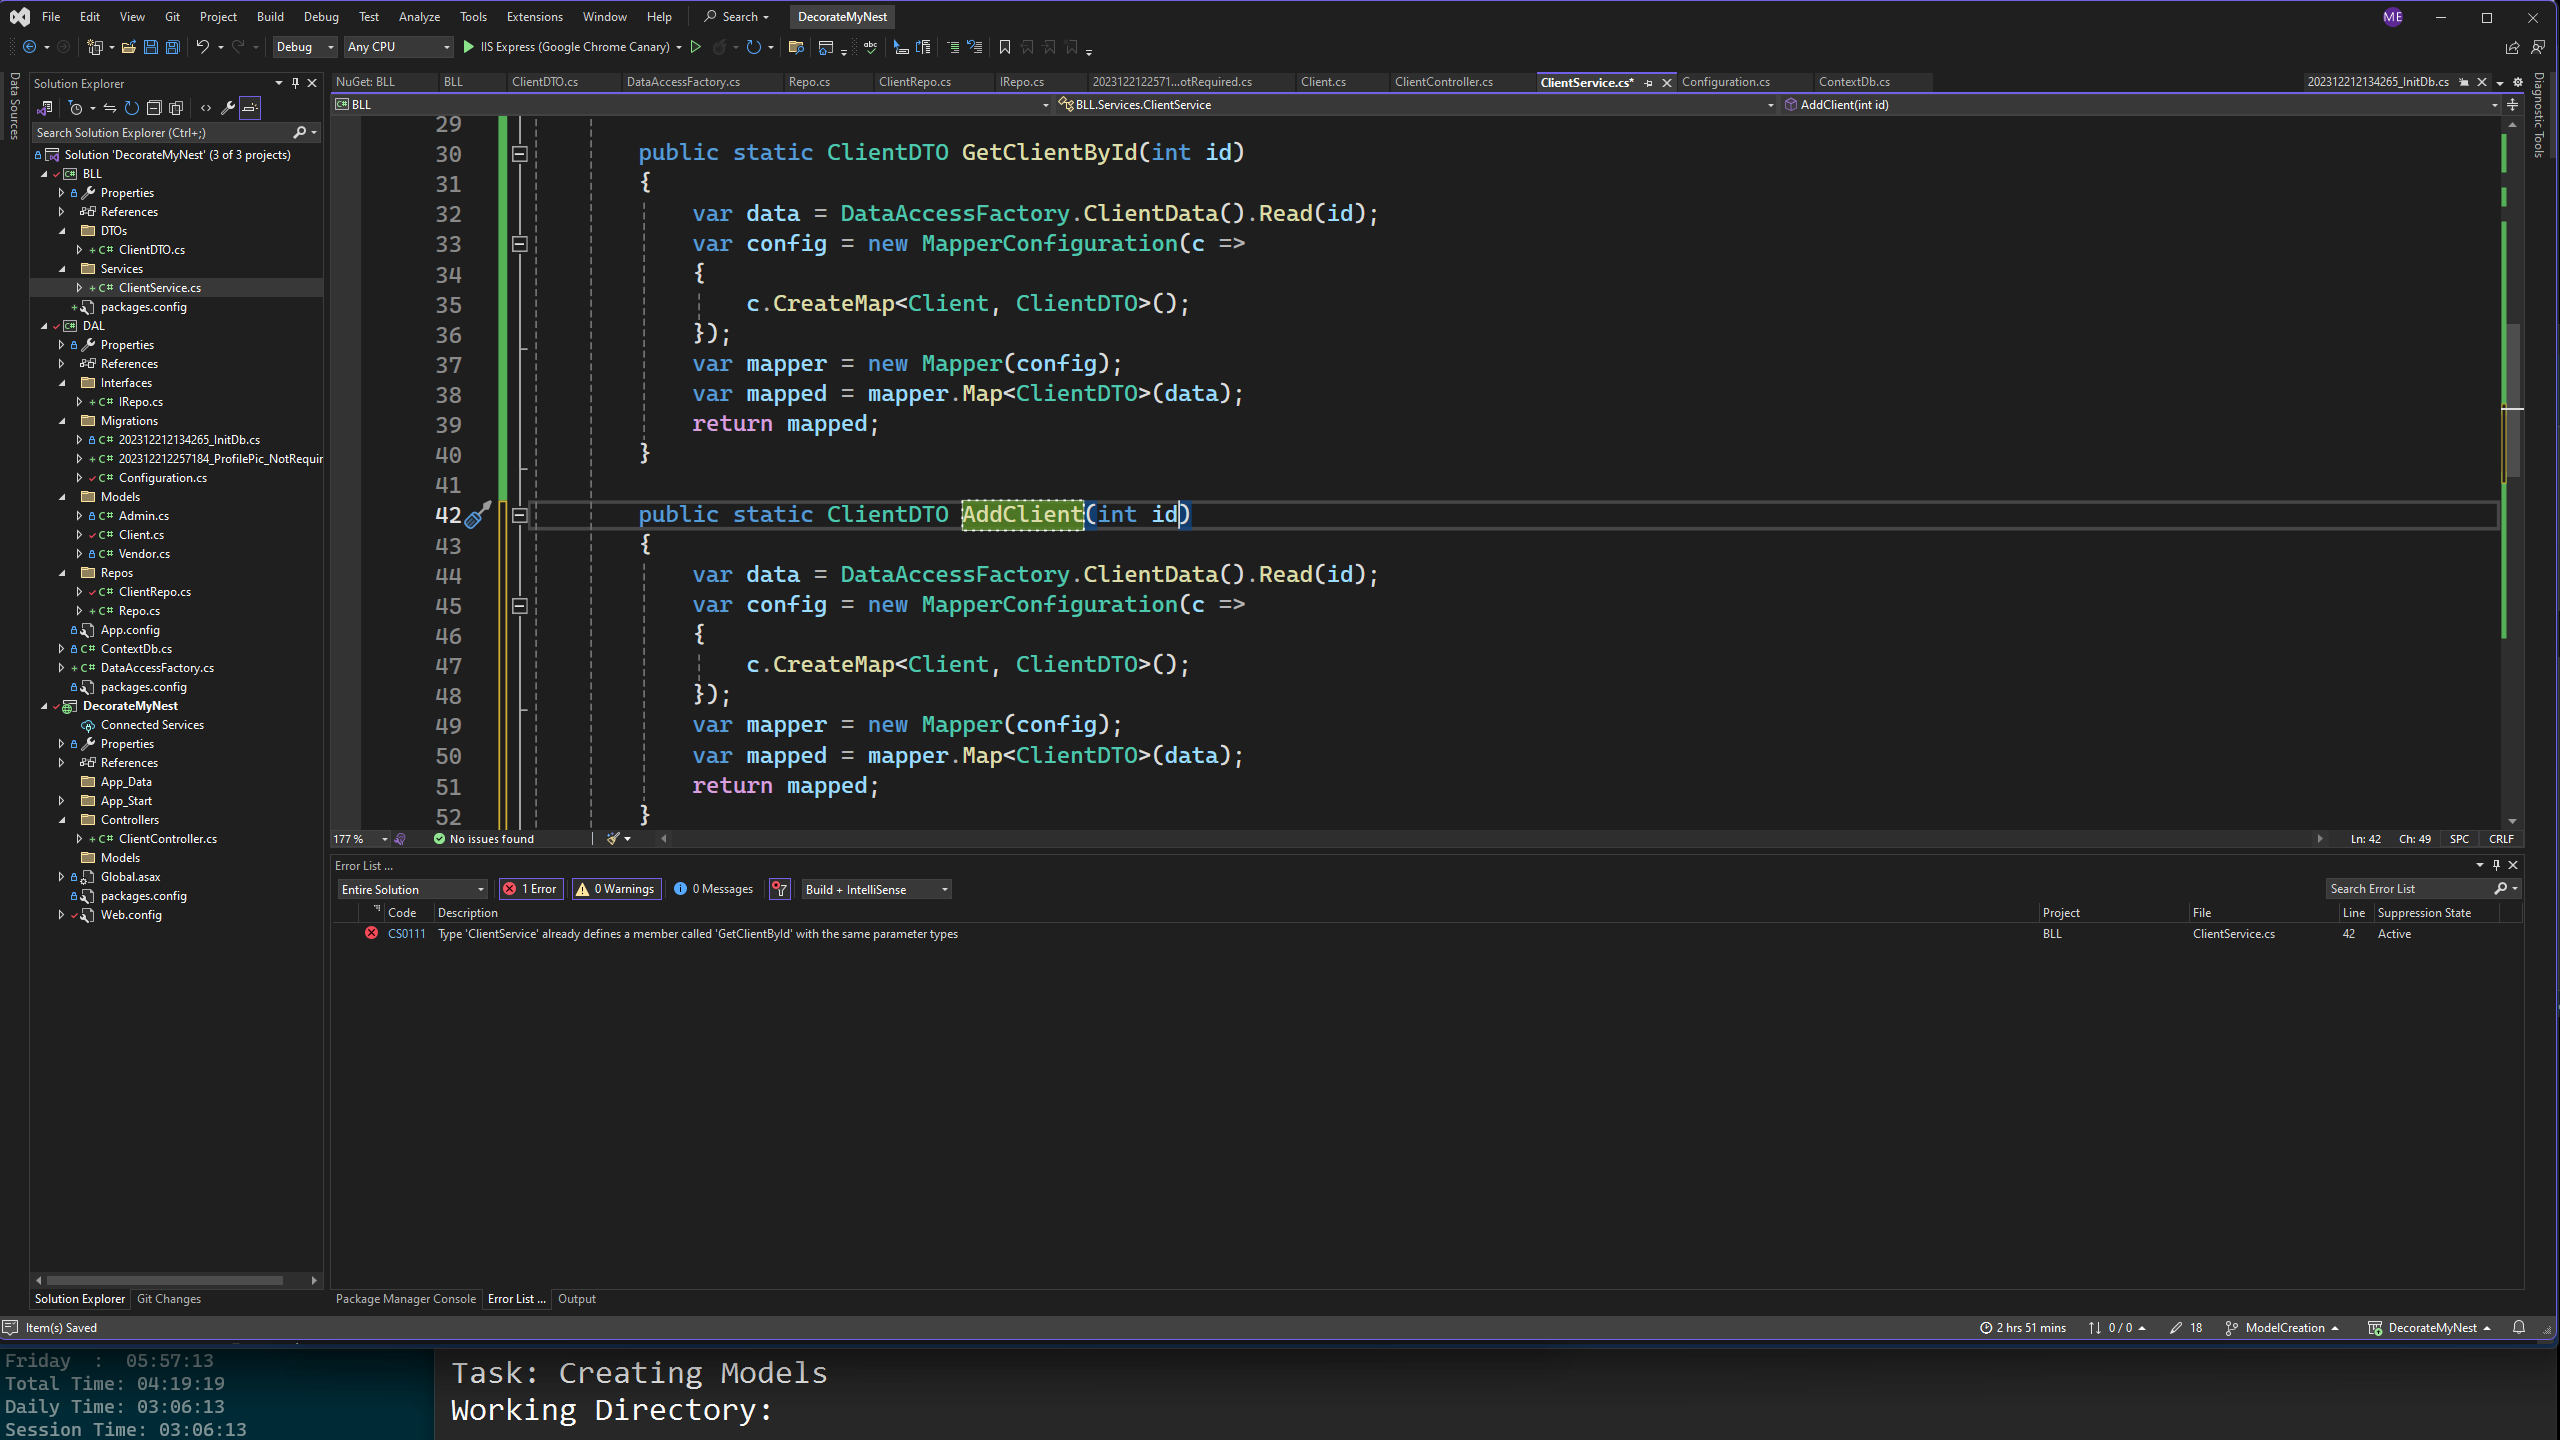 File Edit View Git Project Build Debug Test Analyze Tools Extensions Window Help Search DecorateMyNest ME
Debug Any CPU IIS Express (Google Chrome Canary)
Data Sources
Solution Explorer
Search Solution Explorer (Ctrl+;)
Solution 'DecorateMyNest' (3 of 3 projects)
BLL
Properties
References
DTOs
C# ClientDTO.cs
Services
C# ClientService.cs
packages.config
DAL
Properties
References
Interfaces
C# IRepo.cs
Migrations
C# 202312212134265_InitDb.cs
C# 202312212257184_ProfilePic_NotRequir
C# Configuration.cs
Models
C# Admin.cs
C# Client.cs
C# Vendor.cs
Repos
C# ClientRepo.cs
C# Repo.cs
App.config
C# ContextDb.cs
C# DataAccessFactory.cs
packages.config
DecorateMyNest
Connected Services
Properties
References
App_Data
App_Start
Controllers
C# ClientController.cs
Models
Global.asax
packages.config
Web.config
Solution Explorer Git Changes
NuGet: BLL BLL ClientDTO.cs DataAccessFactory.cs Repo.cs ClientRepo.cs IRepo.cs 2023122122571...otRequired.cs Client.cs ClientController.cs ClientService.cs* Configuration.cs ContextDb.cs 202312212134265_InitDb.cs
BLL BLL.Services.ClientService AddClient(int id)
Diagnostic Tools
29
30 public static ClientDTO GetClientById(int id)
31 {
32 var data = DataAccessFactory.ClientData().Read(id);
33 var config = new MapperConfiguration(c =>
34 {
35 c.CreateMap<Client, ClientDTO>();
36 });
37 var mapper = new Mapper(config);
38 var mapped = mapper.Map<ClientDTO>(data);
39 return mapped;
40 }
41
42 public static ClientDTO AddClient(int id)
43 {
44 var data = DataAccessFactory.ClientData().Read(id);
45 var config = new MapperConfiguration(c =>
46 {
47 c.CreateMap<Client, ClientDTO>();
48 });
49 var mapper = new Mapper(config);
50 var mapped = mapper.Map<ClientDTO>(data);
51 return mapped;
52 }
177 % No issues found Ln: 42 Ch: 49 SPC CRLF
Error List ...
Entire Solution 1 Error 0 Warnings 0 Messages Build + IntelliSense Search Error List
Code Description Project File Line Suppression State
CS0111 Type 'ClientService' already defines a member called 'GetClientById' with the same parameter types BLL ClientService.cs 42 Active
Package Manager Console Error List ... Output
Item(s) Saved 2 hrs 51 mins 0 / 0 18 ModelCreation DecorateMyNest
Friday : 05:57:13
Total Time: 04:19:19
Daily Time: 03:06:13
Session Time: 03:06:13
Task: Creating Models
Working Directory: